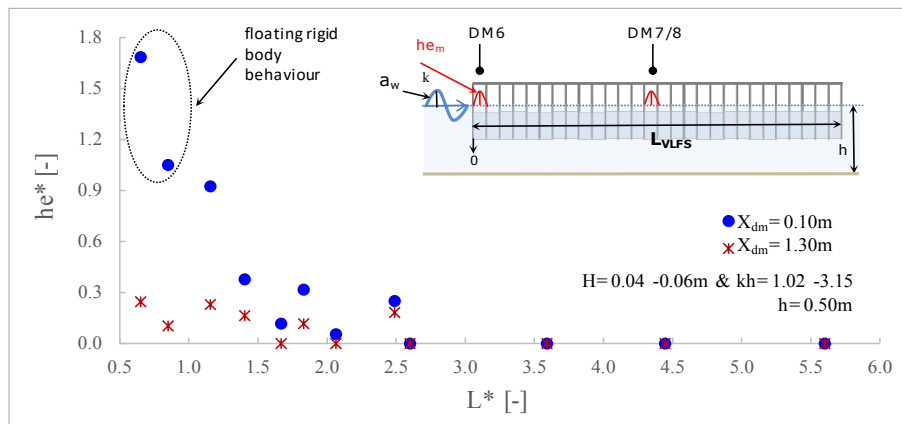 1.8
1.5
1.2
0.9
0.6
0.3
0.0
he* [-]
0.5 1.0 1.5 2.0 2.5 3.0 3.5 4.0 4.5 5.0 5.5 6.0
L* [-]
floating rigid
body
behaviour
DM6
DM7/8
he_m
k
a_w
L_VLFS
h
0
X_dm= 0.10m
X_dm= 1.30m
H=0.04 -0.06m & kh=1.02 -3.15
h=0.50m